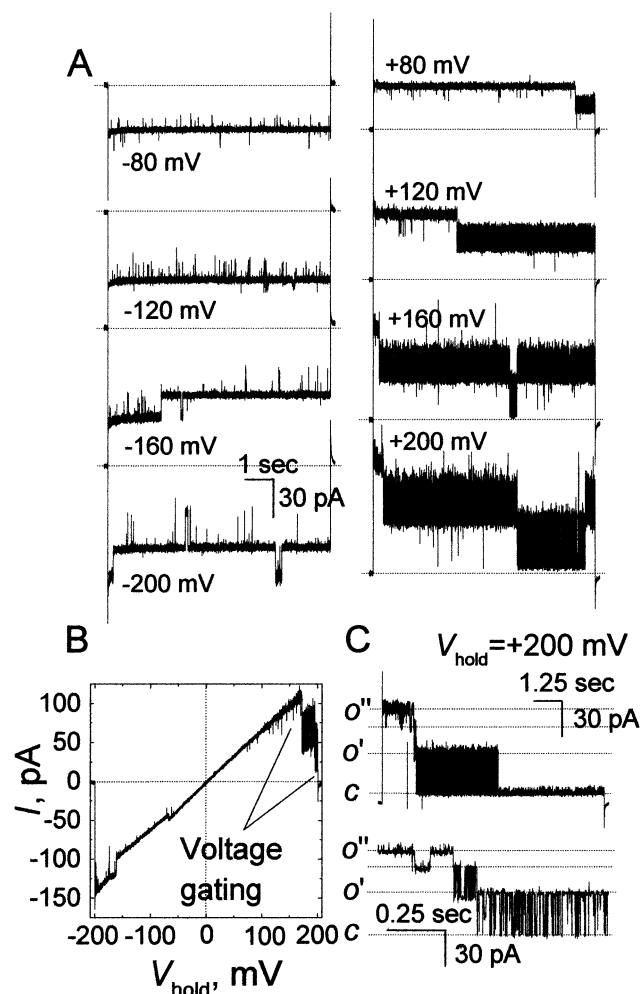 A
-80 mV
-120 mV
-160 mV
1 sec
30 pA
-200 mV
+80 mV
+120 mV
+160 mV
+200 mV
B
100
50
0
-50
-100
-150
I, pA
Voltage
gating
-200 -100 0 100 200
Vhold, mV
C
Vhold=+200 mV
1.25 sec
30 pA
o"
o'
c
o"
o'
c
0.25 sec
30 pA